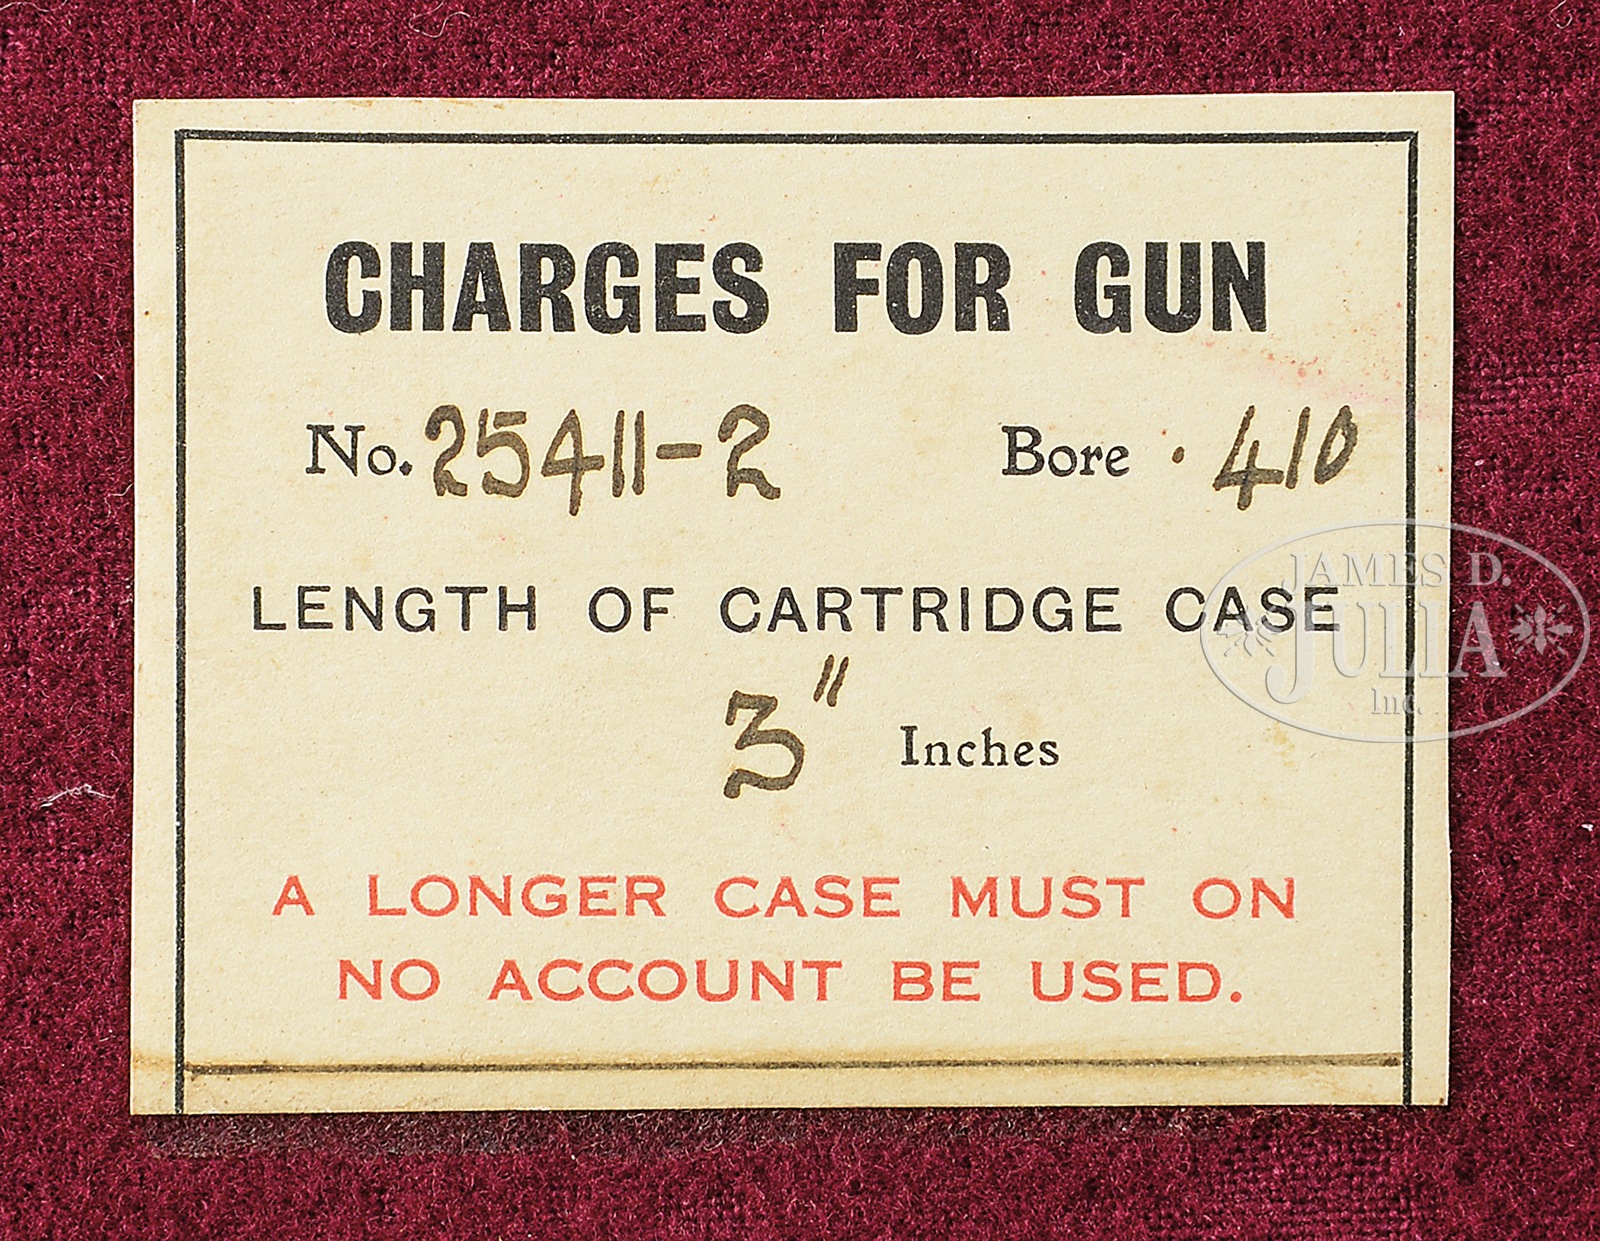 CHARGES FOR GUN
No. 25411-2 Bore .410
LENGTH OF CARTRIDGE CASE
3" Inches
A LONGER CASE MUST ON
NO ACCOUNT BE USED.
JAMES D.
JULIA
Inc.